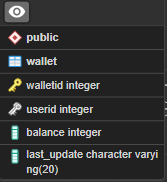 public
wallet
walletid integer
userid integer
balance integer
last_update character varyi
ng(20)